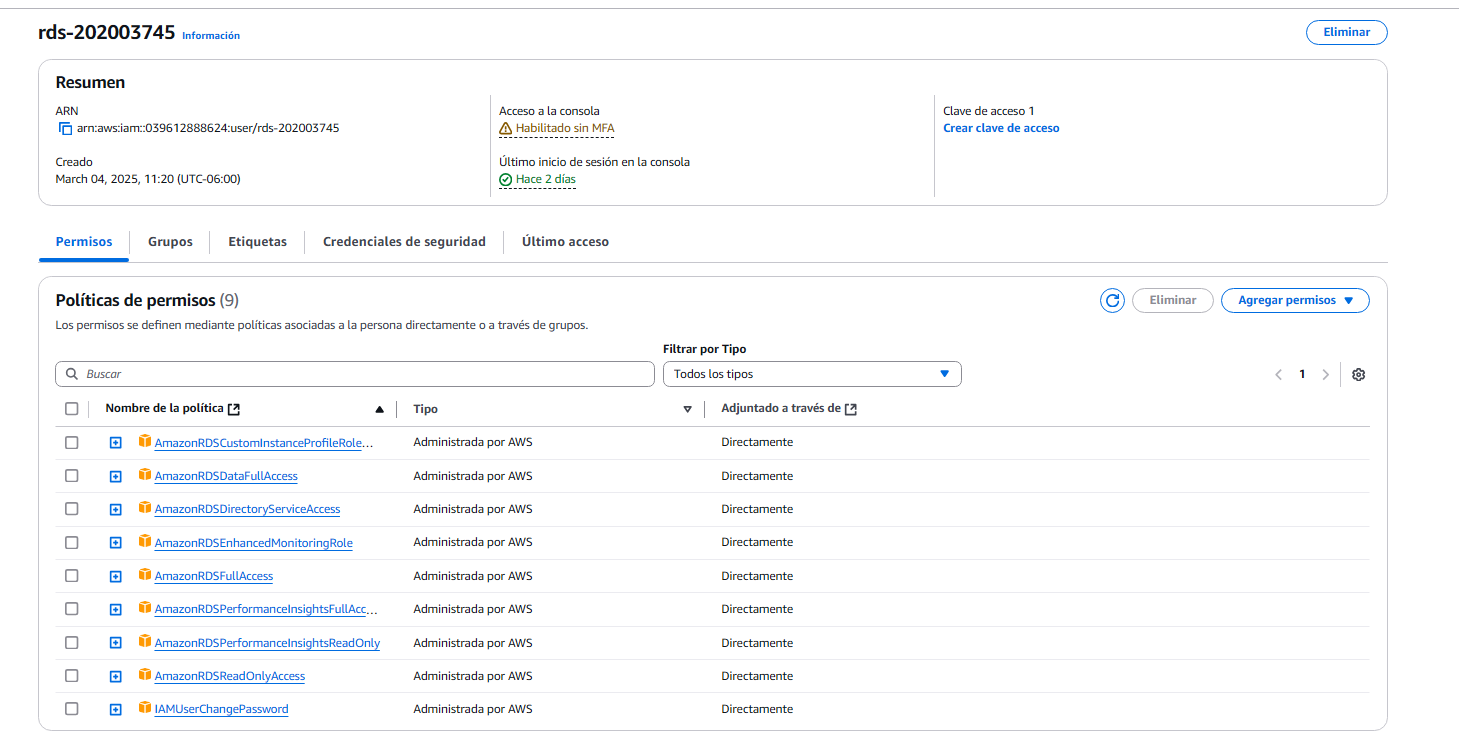 rds-202003745 Información
Eliminar
Resumen
ARN
arn:aws:iam::039612888624:user/rds-202003745
Creado
March 04, 2025, 11:20 (UTC-06:00)
Acceso a la consola
Habilitado sin MFA
Último inicio de sesión en la consola
Hace 2 días
Clave de acceso 1
Crear clave de acceso
Permisos Grupos Etiquetas Credenciales de seguridad Último acceso
Políticas de permisos (9)
Eliminar Agregar permisos
Los permisos se definen mediante políticas asociadas a la persona directamente o a través de grupos.
Filtrar por Tipo
Buscar Todos los tipos 1
Nombre de la política Tipo Adjuntado a través de
AmazonRDSCustomInstanceProfileRole... Administrada por AWS Directamente
AmazonRDSDataFullAccess Administrada por AWS Directamente
AmazonRDSDirectoryServiceAccess Administrada por AWS Directamente
AmazonRDSEnhancedMonitoringRole Administrada por AWS Directamente
AmazonRDSFullAccess Administrada por AWS Directamente
AmazonRDSPerformanceInsightsFullAcc... Administrada por AWS Directamente
AmazonRDSPerformanceInsightsReadOnly Administrada por AWS Directamente
AmazonRDSReadOnlyAccess Administrada por AWS Directamente
IAMUserChangePassword Administrada por AWS Directamente